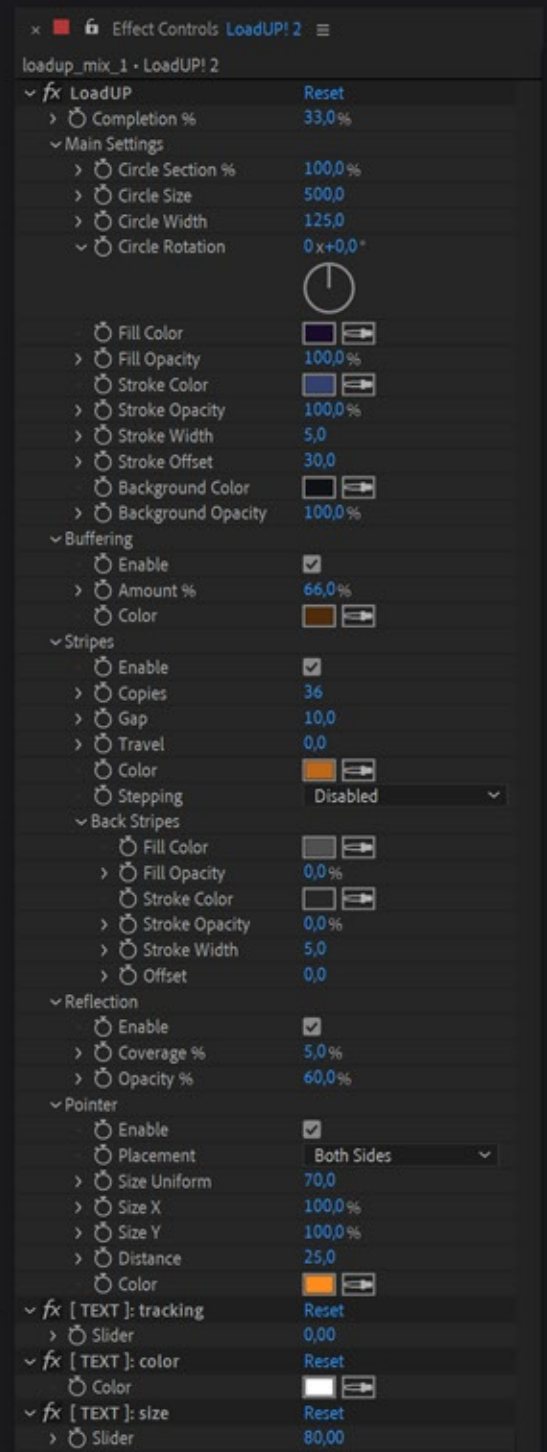 × Effect Controls LoadUP! 2 ≡
loadup_mix_1 • LoadUP! 2
fx LoadUP Reset
Completion % 33,0%
Main Settings
Circle Section % 100,0%
Circle Size 500,0
Circle Width 125,0
Circle Rotation 0x+0,0°
Fill Color
Fill Opacity 100,0%
Stroke Color
Stroke Opacity 100,0%
Stroke Width 5,0
Stroke Offset 30,0
Background Color
Background Opacity 100,0%
Buffering
Enable
Amount % 66,0%
Color
Stripes
Enable
Copies 36
Gap 10,0
Travel 0,0
Color
Stepping Disabled
Back Stripes
Fill Color
Fill Opacity 0,0%
Stroke Color
Stroke Opacity 0,0%
Stroke Width 5,0
Offset 0,0
Reflection
Enable
Coverage % 5,0%
Opacity % 60,0%
Pointer
Enable
Placement Both Sides
Size Uniform 70,0
Size X 100,0%
Size Y 100,0%
Distance 25,0
Color
fx [ TEXT ]: tracking Reset
Slider 0,00
fx [ TEXT ]: color Reset
Color
fx [ TEXT ]: size Reset
Slider 80,00